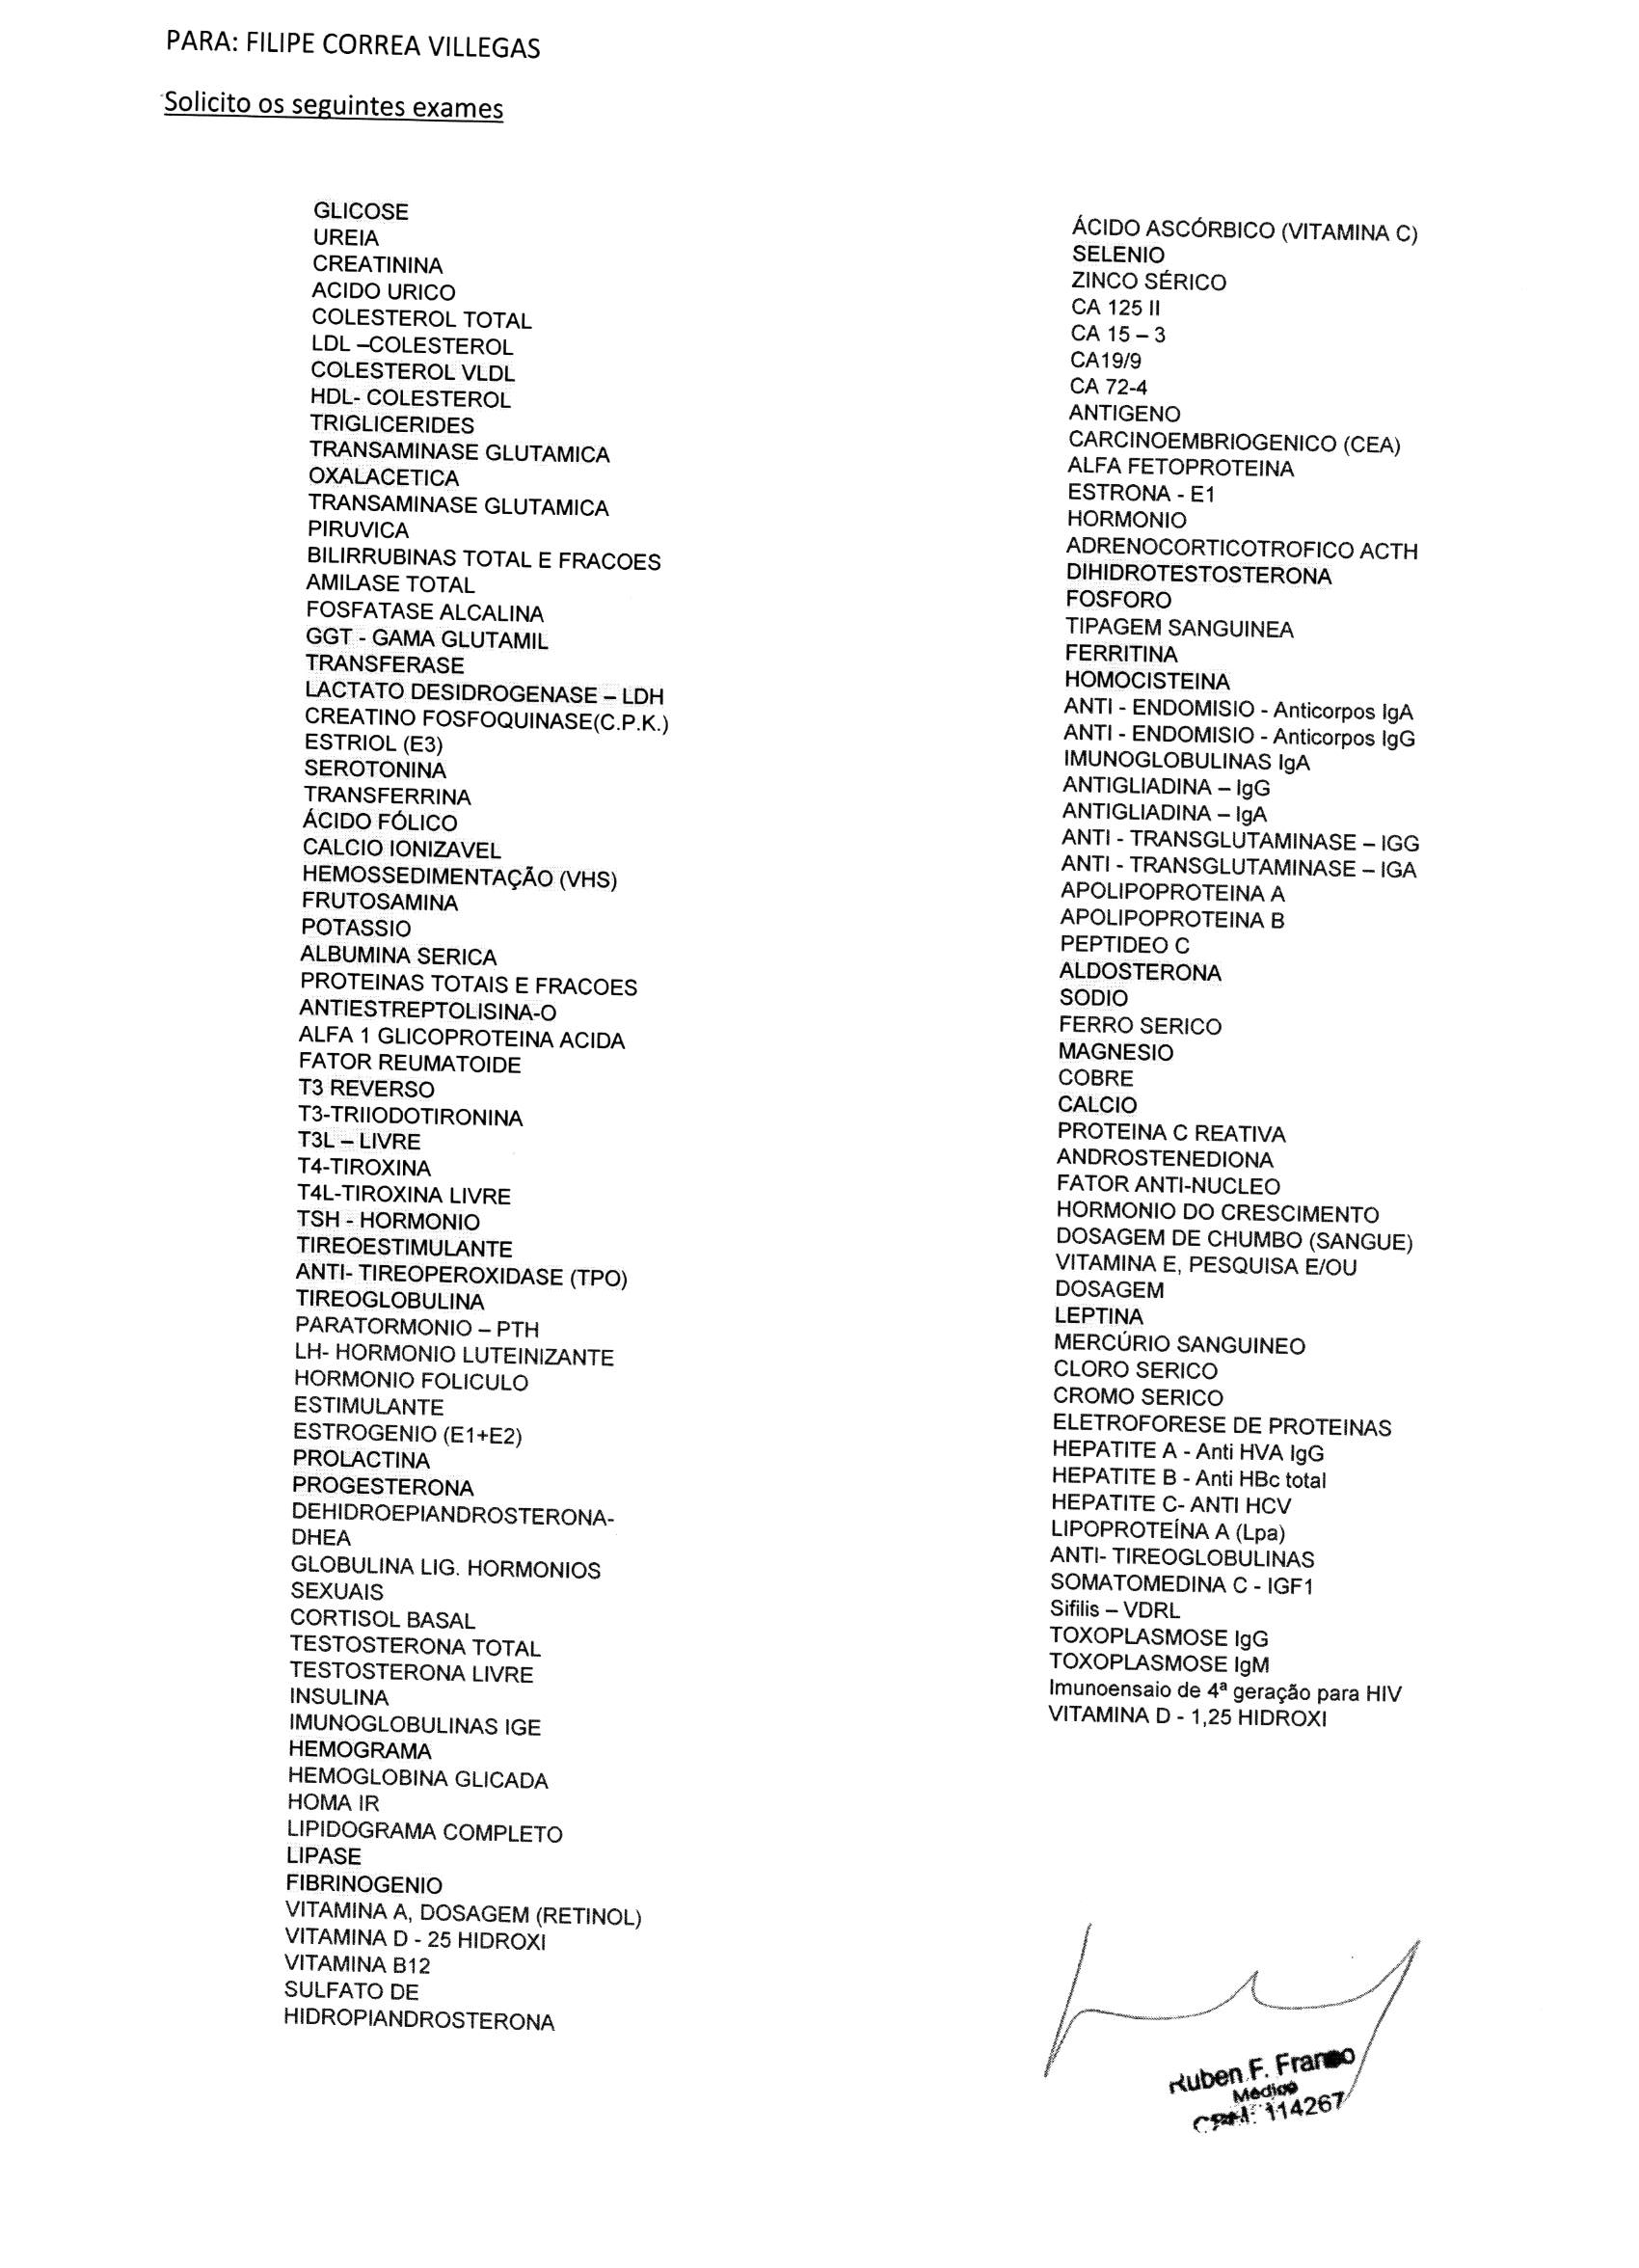 PARA: FILIPE CORREA VILLEGAS
Solicito os seguintes exames
GLICOSE
UREIA
CREATININA
ACIDO URICO
COLESTEROL TOTAL
LDL –COLESTEROL
COLESTEROL VLDL
HDL- COLESTEROL
TRIGLICERIDES
TRANSAMINASE GLUTAMICA
OXALACETICA
TRANSAMINASE GLUTAMICA
PIRUVICA
BILIRRUBINAS TOTAL E FRACOES
AMILASE TOTAL
FOSFATASE ALCALINA
GGT - GAMA GLUTAMIL
TRANSFERASE
LACTATO DESIDROGENASE – LDH
CREATINO FOSFOQUINASE(C.P.K.)
ESTRIOL (E3)
SEROTONINA
TRANSFERRINA
ÁCIDO FÓLICO
CALCIO IONIZAVEL
HEMOSSEDIMENTAÇÃO (VHS)
FRUTOSAMINA
POTASSIO
ALBUMINA SERICA
PROTEINAS TOTAIS E FRACOES
ANTIESTREPTOLISINA-O
ALFA 1 GLICOPROTEINA ACIDA
FATOR REUMATOIDE
T3 REVERSO
T3-TRIIODOTIRONINA
T3L – LIVRE
T4-TIROXINA
T4L-TIROXINA LIVRE
TSH - HORMONIO
TIREOESTIMULANTE
ANTI- TIREOPEROXIDASE (TPO)
TIREOGLOBULINA
PARATORMONIO – PTH
LH- HORMONIO LUTEINIZANTE
HORMONIO FOLICULO
ESTIMULANTE
ESTROGENIO (E1+E2)
PROLACTINA
PROGESTERONA
DEHIDROEPIANDROSTERONA-
DHEA
GLOBULINA LIG. HORMONIOS
SEXUAIS
CORTISOL BASAL
TESTOSTERONA TOTAL
TESTOSTERONA LIVRE
INSULINA
IMUNOGLOBULINAS IGE
HEMOGRAMA
HEMOGLOBINA GLICADA
HOMA IR
LIPIDOGRAMA COMPLETO
LIPASE
FIBRINOGENIO
VITAMINA A, DOSAGEM (RETINOL)
VITAMINA D - 25 HIDROXI
VITAMINA B12
SULFATO DE
HIDROPIANDROSTERONA
ÁCIDO ASCÓRBICO (VITAMINA C)
SELENIO
ZINCO SÉRICO
CA 125 II
CA 15 – 3
CA19/9
CA 72-4
ANTIGENO
CARCINOEMBRIOGENICO (CEA)
ALFA FETOPROTEINA
ESTRONA - E1
HORMONIO
ADRENOCORTICOTROFICO ACTH
DIHIDROTESTOSTERONA
FOSFORO
TIPAGEM SANGUINEA
FERRITINA
HOMOCISTEINA
ANTI - ENDOMISIO - Anticorpos IgA
ANTI - ENDOMISIO - Anticorpos IgG
IMUNOGLOBULINAS IgA
ANTIGLIADINA – IgG
ANTIGLIADINA – IgA
ANTI - TRANSGLUTAMINASE – IGG
ANTI - TRANSGLUTAMINASE – IGA
APOLIPOPROTEINA A
APOLIPOPROTEINA B
PEPTIDEO C
ALDOSTERONA
SODIO
FERRO SERICO
MAGNESIO
COBRE
CALCIO
PROTEINA C REATIVA
ANDROSTENEDIONA
FATOR ANTI-NUCLEO
HORMONIO DO CRESCIMENTO
DOSAGEM DE CHUMBO (SANGUE)
VITAMINA E, PESQUISA E/OU
DOSAGEM
LEPTINA
MERCÚRIO SANGUINEO
CLORO SERICO
CROMO SERICO
ELETROFORESE DE PROTEINAS
HEPATITE A - Anti HVA IgG
HEPATITE B - Anti HBc total
HEPATITE C- ANTI HCV
LIPOPROTEÍNA A (Lpa)
ANTI- TIREOGLOBULINAS
SOMATOMEDINA C - IGF1
Sifilis – VDRL
TOXOPLASMOSE IgG
TOXOPLASMOSE IgM
Imunoensaio de 4ª geração para HIV
VITAMINA D - 1,25 HIDROXI
Ruben F. Franco
Médico
CRM: 114267